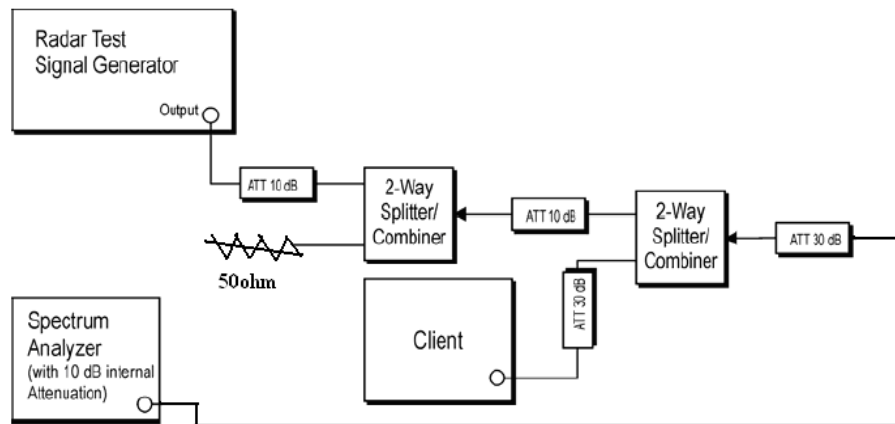 Radar Test
Signal Generator
Output
ATT 10 dB
2-Way
Splitter/
Combiner
ATT 10 dB
2-Way
Splitter/
Combiner
ATT 30 dB
50ohm
ATT 30 dB
Client
Spectrum
Analyzer
(with 10 dB internal
Attenuation)